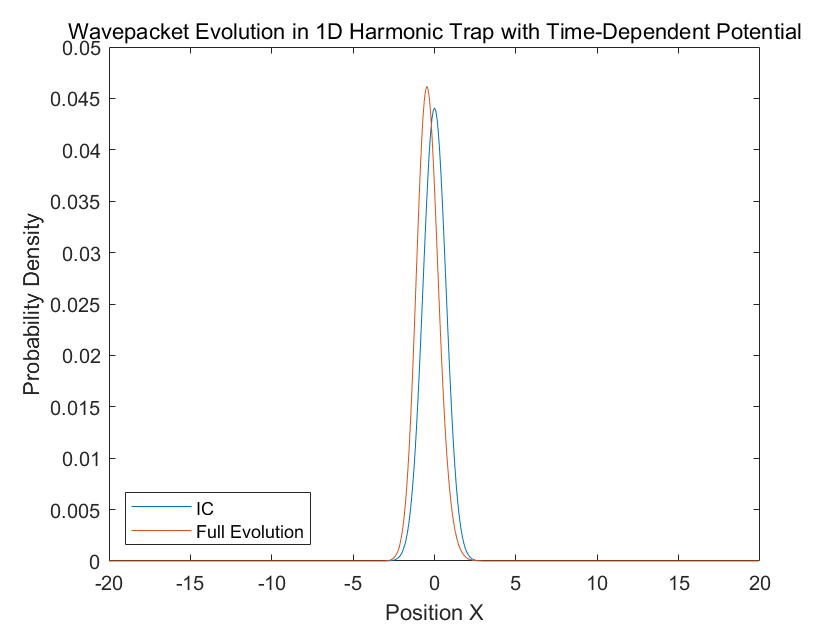 Wavepacket Evolution in 1D Harmonic Trap with Time-Dependent Potential
0.05
0.045
0.04
0.035
0.03
0.025
0.02
0.015
0.01
0.005
0
Probability Density
IC
Full Evolution
-20 -15 -10 -5 0 5 10 15 20
Position X